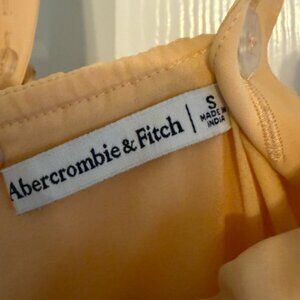 Abercrombie & Fitch | S
MADE IN
INDIA